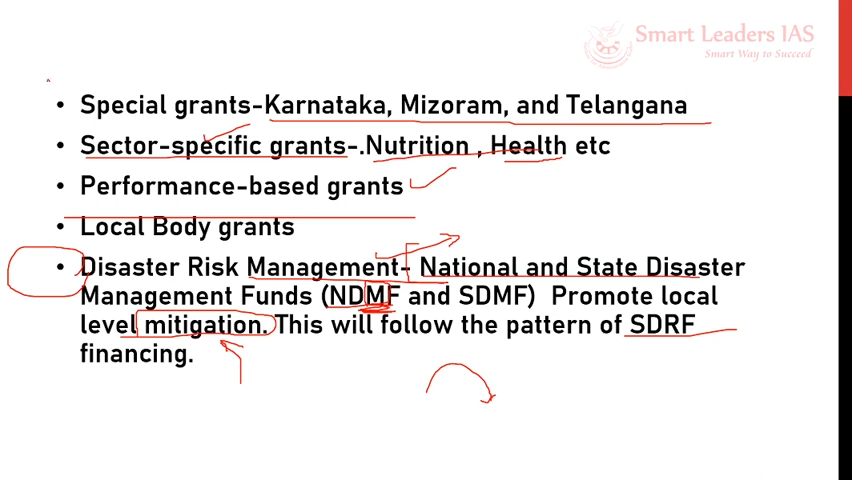 Smart Leaders IAS
Smart Way to Succeed
• Special grants-Karnataka, Mizoram, and Telangana
• Sector-specific grants-.Nutrition , Health etc
• Performance-based grants
• Local Body grants
• Disaster Risk Management- National and State Disaster
Management Funds (NDMF and SDMF) Promote local
level mitigation. This will follow the pattern of SDRF
financing.